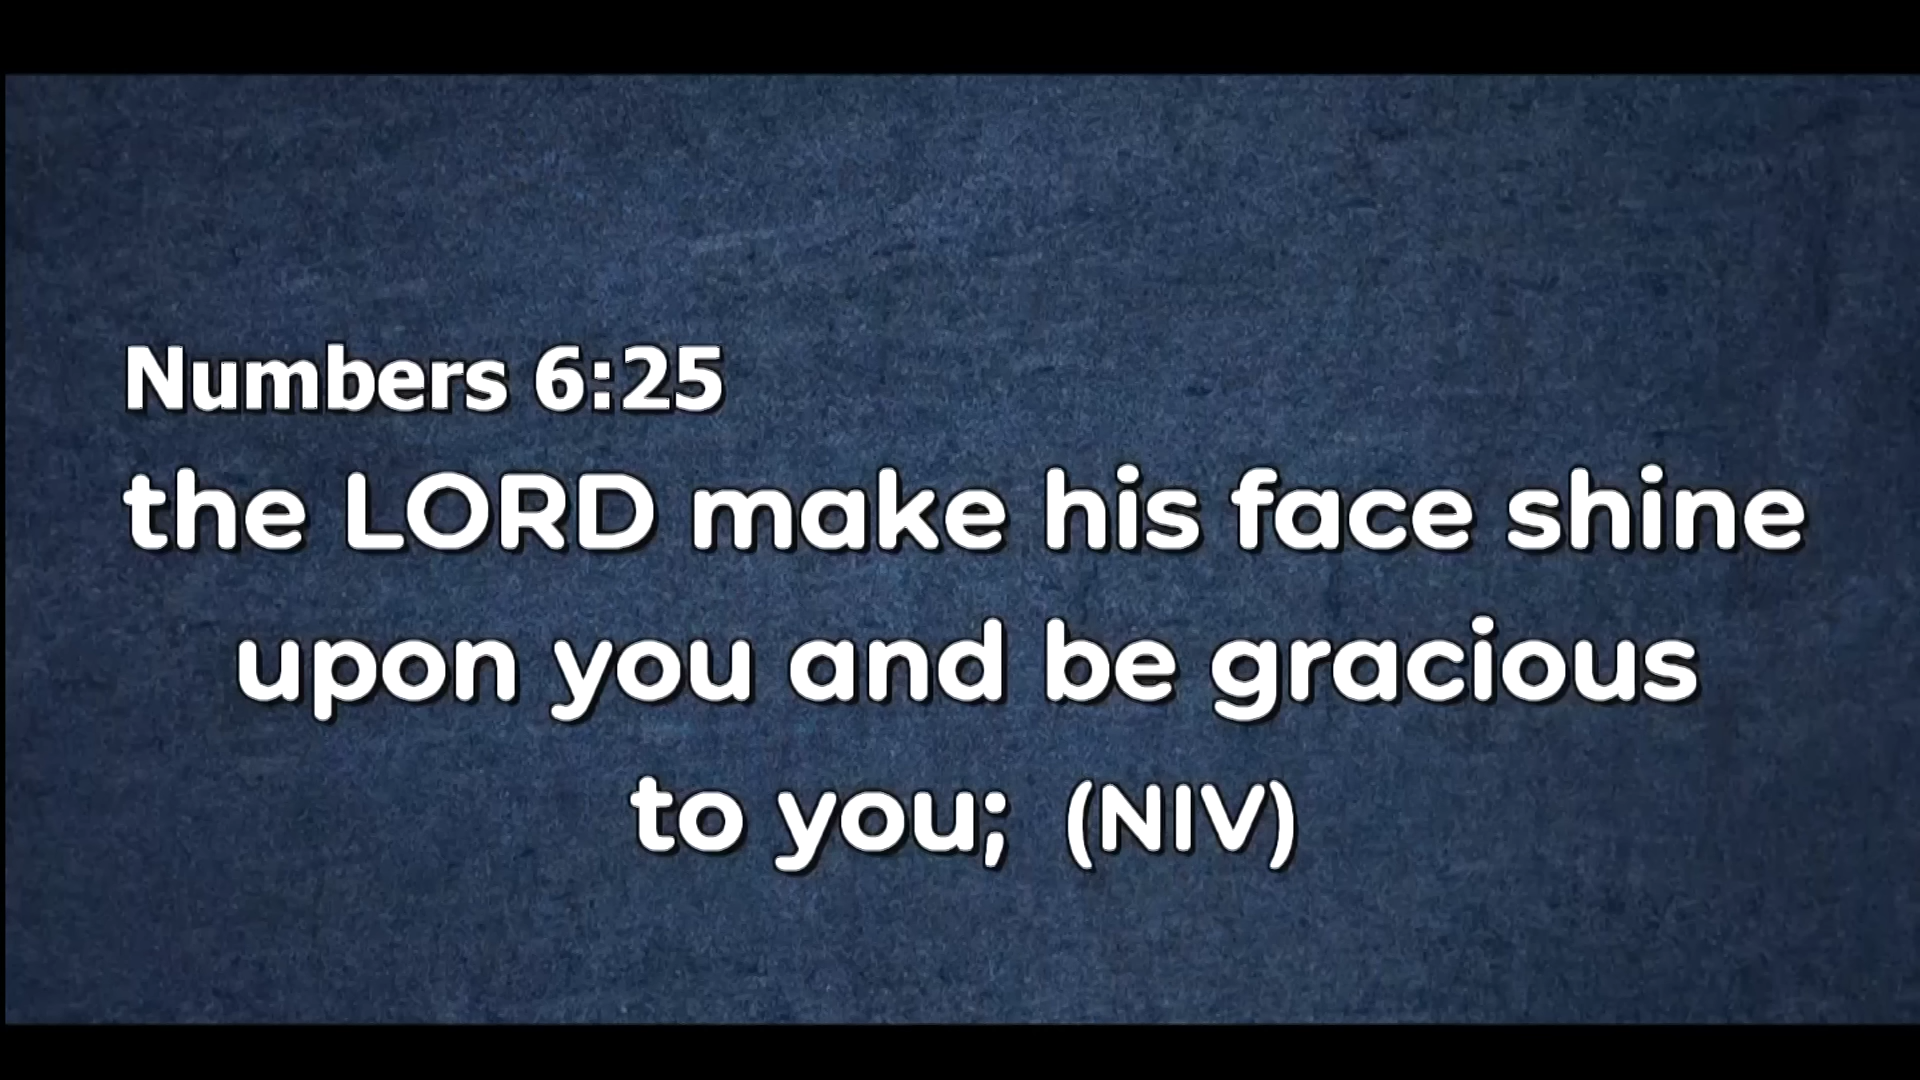 Numbers 6:25
the LORD make his face shine
upon you and be gracious
to you; (NIV)